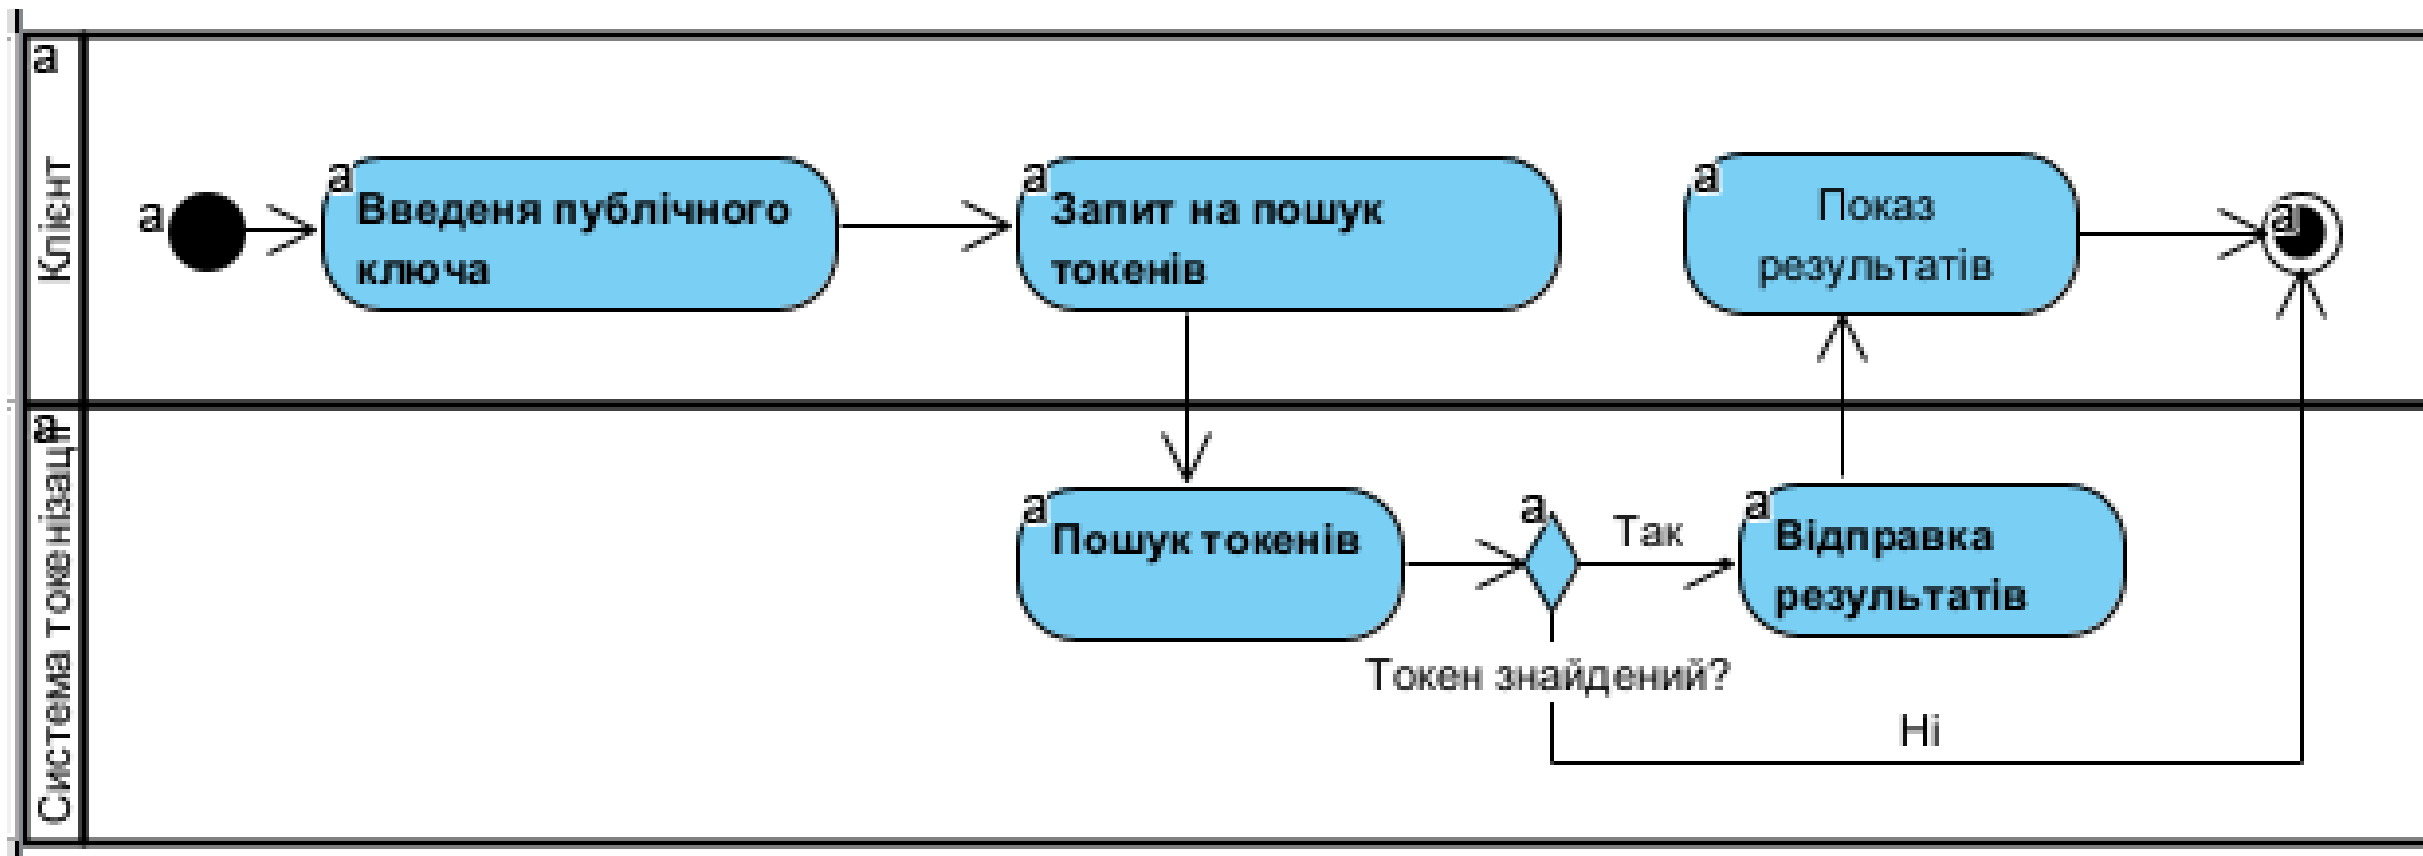 a
Клієнт
a
a
Введеня публічного
ключа
a
Запит на пошук
токенів
a
Показ
результатів
a
a
Система токенізації
a
Пошук токенів
a
Так
a
Відправка
результатів
Токен знайдений?
Ні